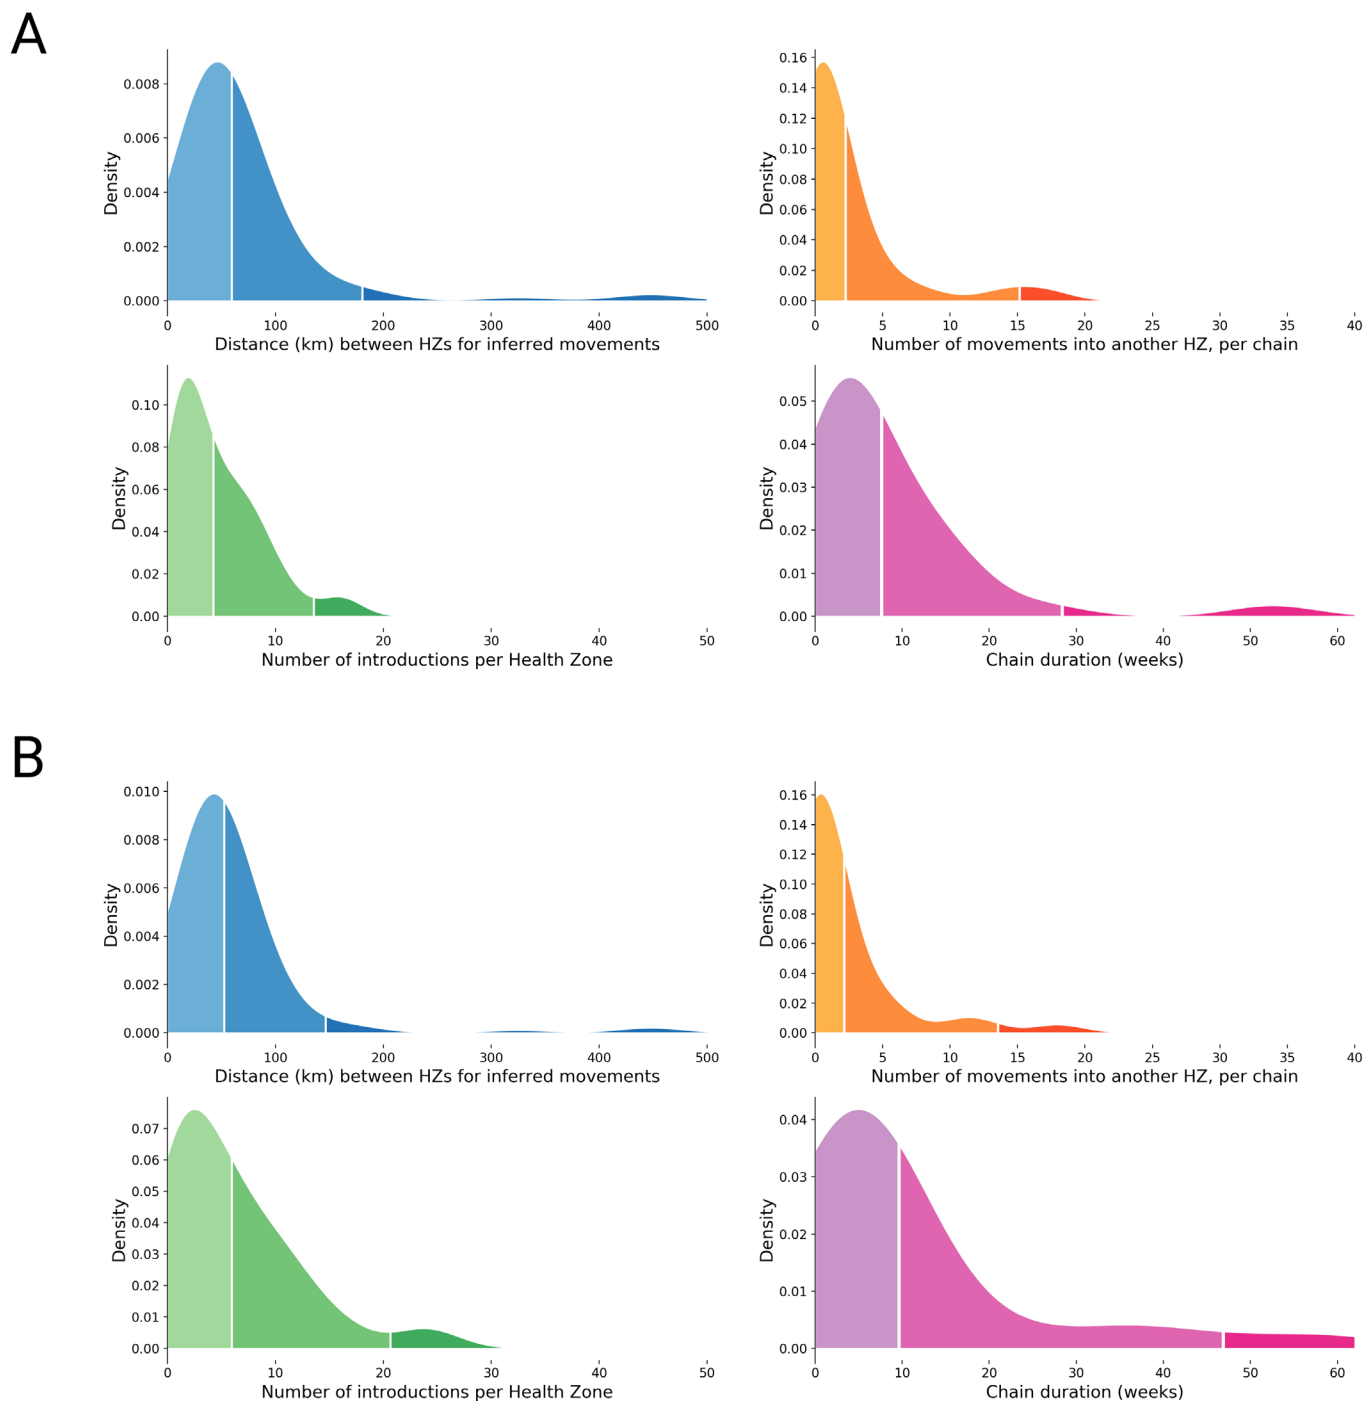 A
Density
0.008
0.006
0.004
0.002
0.000
0 100 200 300 400 500
Distance (km) between HZs for inferred movements
Density
0.16
0.14
0.12
0.10
0.08
0.06
0.04
0.02
0.00
0 5 10 15 20 25 30 35 40
Number of movements into another HZ, per chain
Density
0.10
0.08
0.06
0.04
0.02
0.00
0 10 20 30 40 50
Number of introductions per Health Zone
Density
0.05
0.04
0.03
0.02
0.01
0.00
0 10 20 30 40 50 60
Chain duration (weeks)
B
Density
0.010
0.008
0.006
0.004
0.002
0.000
0 100 200 300 400 500
Distance (km) between HZs for inferred movements
Density
0.16
0.14
0.12
0.10
0.08
0.06
0.04
0.02
0.00
0 5 10 15 20 25 30 35 40
Number of movements into another HZ, per chain
Density
0.07
0.06
0.05
0.04
0.03
0.02
0.01
0.00
0 10 20 30 40 50
Number of introductions per Health Zone
Density
0.04
0.03
0.02
0.01
0.00
0 10 20 30 40 50 60
Chain duration (weeks)